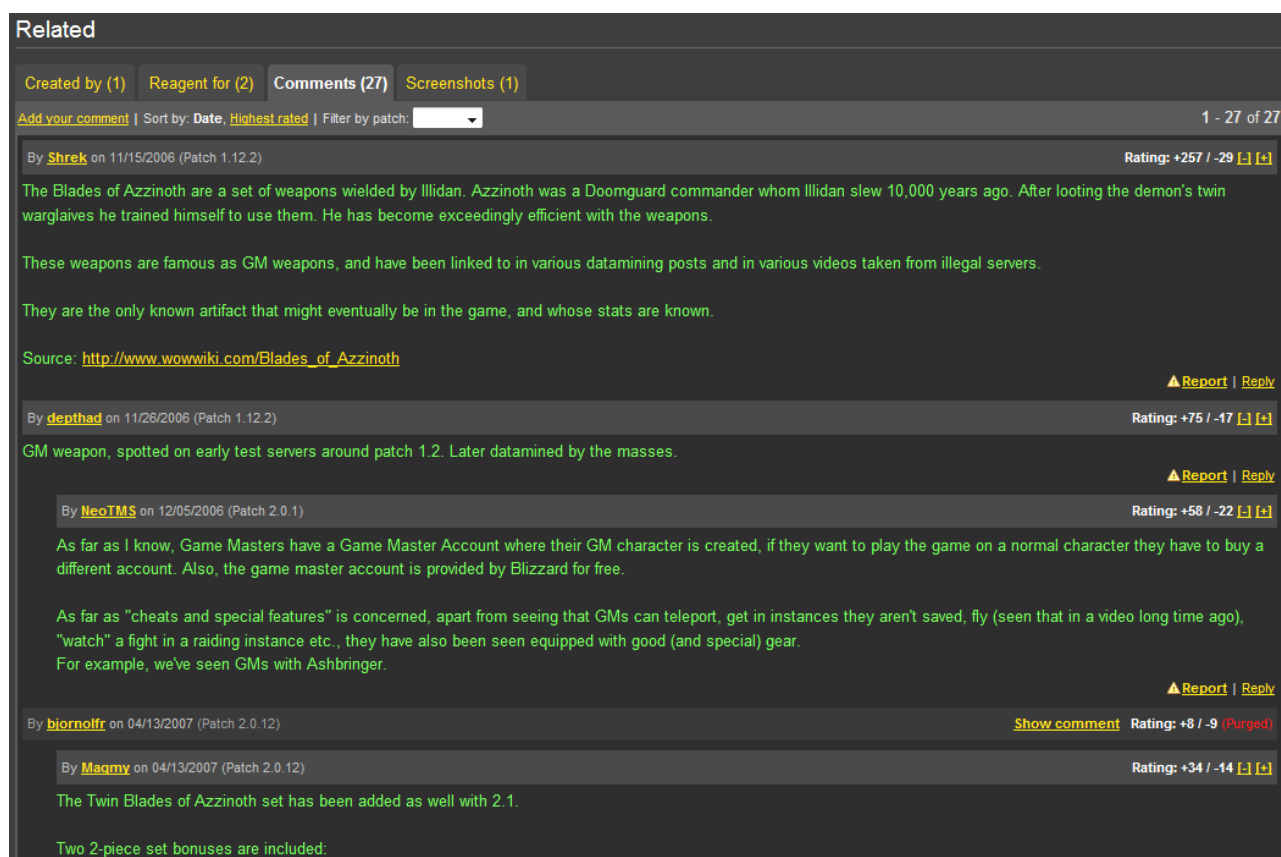 Related
Created by (1) Reagent for (2) Comments (27) Screenshots (1)
Add your comment | Sort by: Date, Highest rated | Filter by patch: 1 - 27 of 27
By Shrek on 11/15/2006 (Patch 1.12.2) Rating: +257 / -29 [-] [+]
The Blades of Azzinoth are a set of weapons wielded by Illidan. Azzinoth was a Doomguard commander whom Illidan slew 10,000 years ago. After looting the demon's twin
warglaives he trained himself to use them. He has become exceedingly efficient with the weapons.
These weapons are famous as GM weapons, and have been linked to in various datamining posts and in various videos taken from illegal servers.
They are the only known artifact that might eventually be in the game, and whose stats are known.
Source: http://www.wowwiki.com/Blades_of_Azzinoth
Report | Reply
By depthad on 11/26/2006 (Patch 1.12.2) Rating: +75 / -17 [-] [+]
GM weapon, spotted on early test servers around patch 1.2. Later datamined by the masses.
Report | Reply
By NeoTMS on 12/05/2006 (Patch 2.0.1) Rating: +58 / -22 [-] [+]
As far as I know, Game Masters have a Game Master Account where their GM character is created, if they want to play the game on a normal character they have to buy a
different account. Also, the game master account is provided by Blizzard for free.
As far as "cheats and special features" is concerned, apart from seeing that GMs can teleport, get in instances they aren't saved, fly (seen that in a video long time ago),
"watch" a fight in a raiding instance etc., they have also been seen equipped with good (and special) gear.
For example, we've seen GMs with Ashbringer.
Report | Reply
By bjornolfr on 04/13/2007 (Patch 2.0.12) Show comment Rating: +8 / -9 (Purged)
By Magmy on 04/13/2007 (Patch 2.0.12) Rating: +34 / -14 [-] [+]
The Twin Blades of Azzinoth set has been added as well with 2.1.
Two 2-piece set bonuses are included: